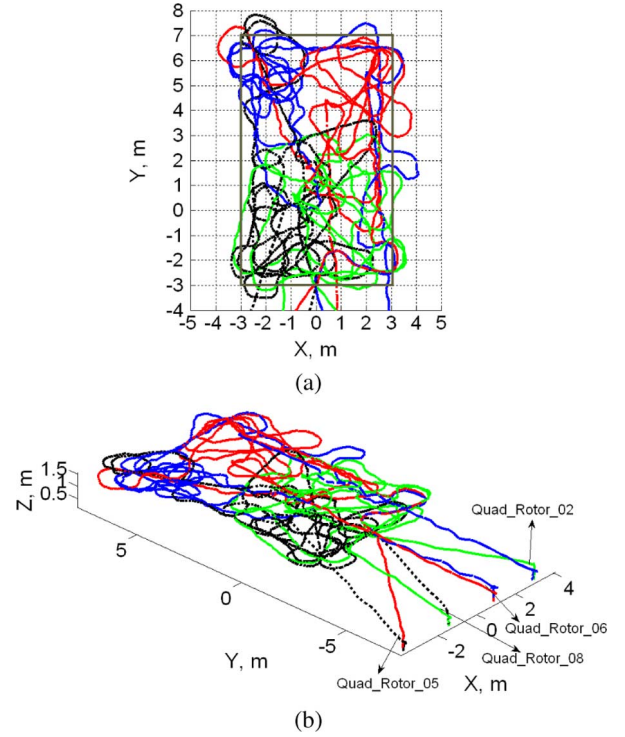 8
7
6
5
4
3
2
1
0
-1
-2
-3
-4
Y, m
-5 -4 -3 -2 -1 0 1 2 3 4 5
X, m
(a)
Z, m
1.5
1
0.5
5
0
-5
Y, m
-2
0
2
4
X, m
Quad_Rotor_02
Quad_Rotor_06
Quad_Rotor_08
Quad_Rotor_05
(b)